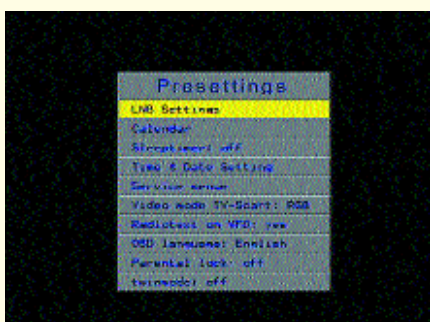 Presettings
LNB Settings
Calendar
Sleeptimer: off
Time & Date Setting
Service menue
Video mode TV-Scart: RGB
Radiotext on VFD: yes
OSD language: English
Parental lock: off
twinmode: off